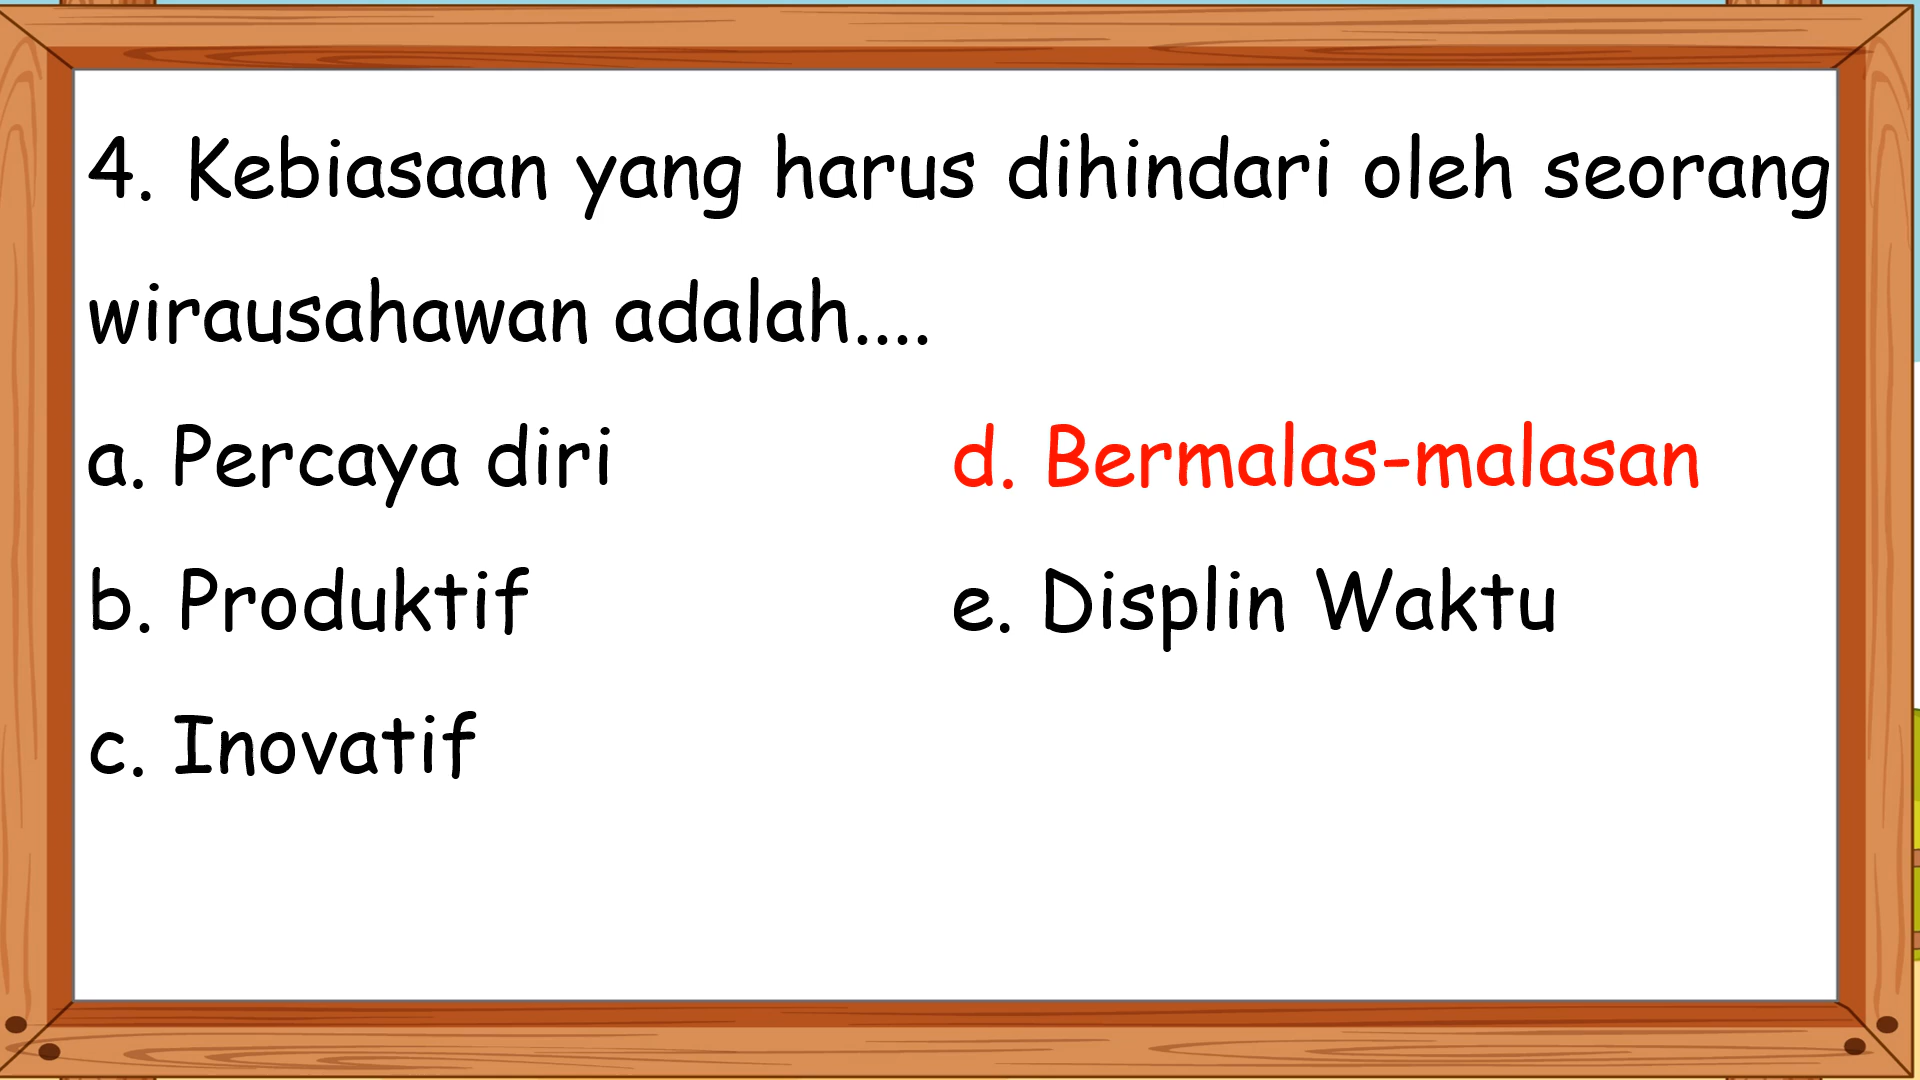 4. Kebiasaan yang harus dihindari oleh seorang
wirausahawan adalah....
a. Percaya diri
b. Produktif
c. Inovatif
d. Bermalas-malasan
e. Displin Waktu